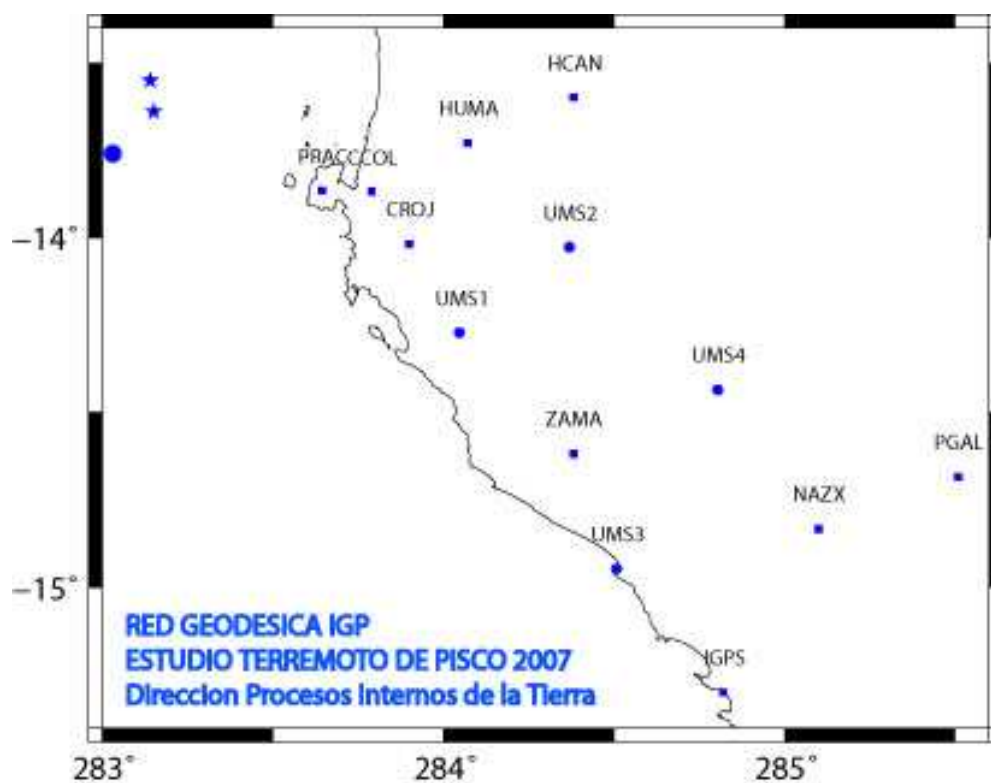 HCAN
HUMA
PRACCCOL
CROJ
UMS2
−14°
UMS1
UMS4
ZAMA
PGAL
NAZX
UMS3
−15°
RED GEODESICA IGP
ESTUDIO TERREMOTO DE PISCO 2007
IGPS
Direccion Procesos Internos de la Tierra
283° 284° 285°